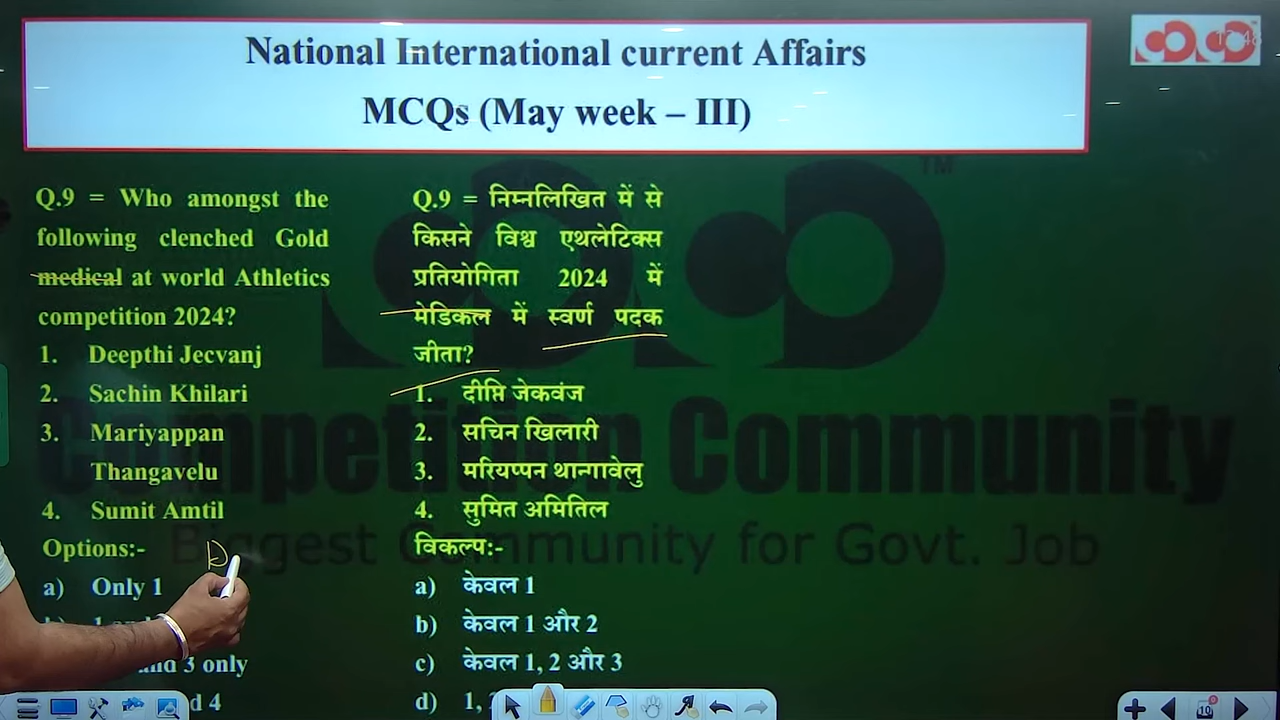 National International current Affairs
MCQs (May week – III)
Q.9 = Who amongst the
following clenched Gold
medical at world Athletics
competition 2024?
1. Deepthi Jecvanj
2. Sachin Khilari
3. Mariyappan
Thangavelu
4. Sumit Amtil
Options:-
a) Only 1
and 3 only
d 4
Q.9 = निम्नलिखित में से
किसने विश्व एथलेटिक्स
प्रतियोगिता 2024 में
मेडिकल में स्वर्ण पदक
जीता?
1. दीप्ति जेकवंज
2. सचिन खिलारी
3. मरियप्पन थान्गावेलु
4. सुमित अमितिल
विकल्प:-
a) केवल 1
b) केवल 1 और 2
c) केवल 1, 2 और 3
d) 1,
D
Competition Community
Biggest Community for Govt. Job
TM
10